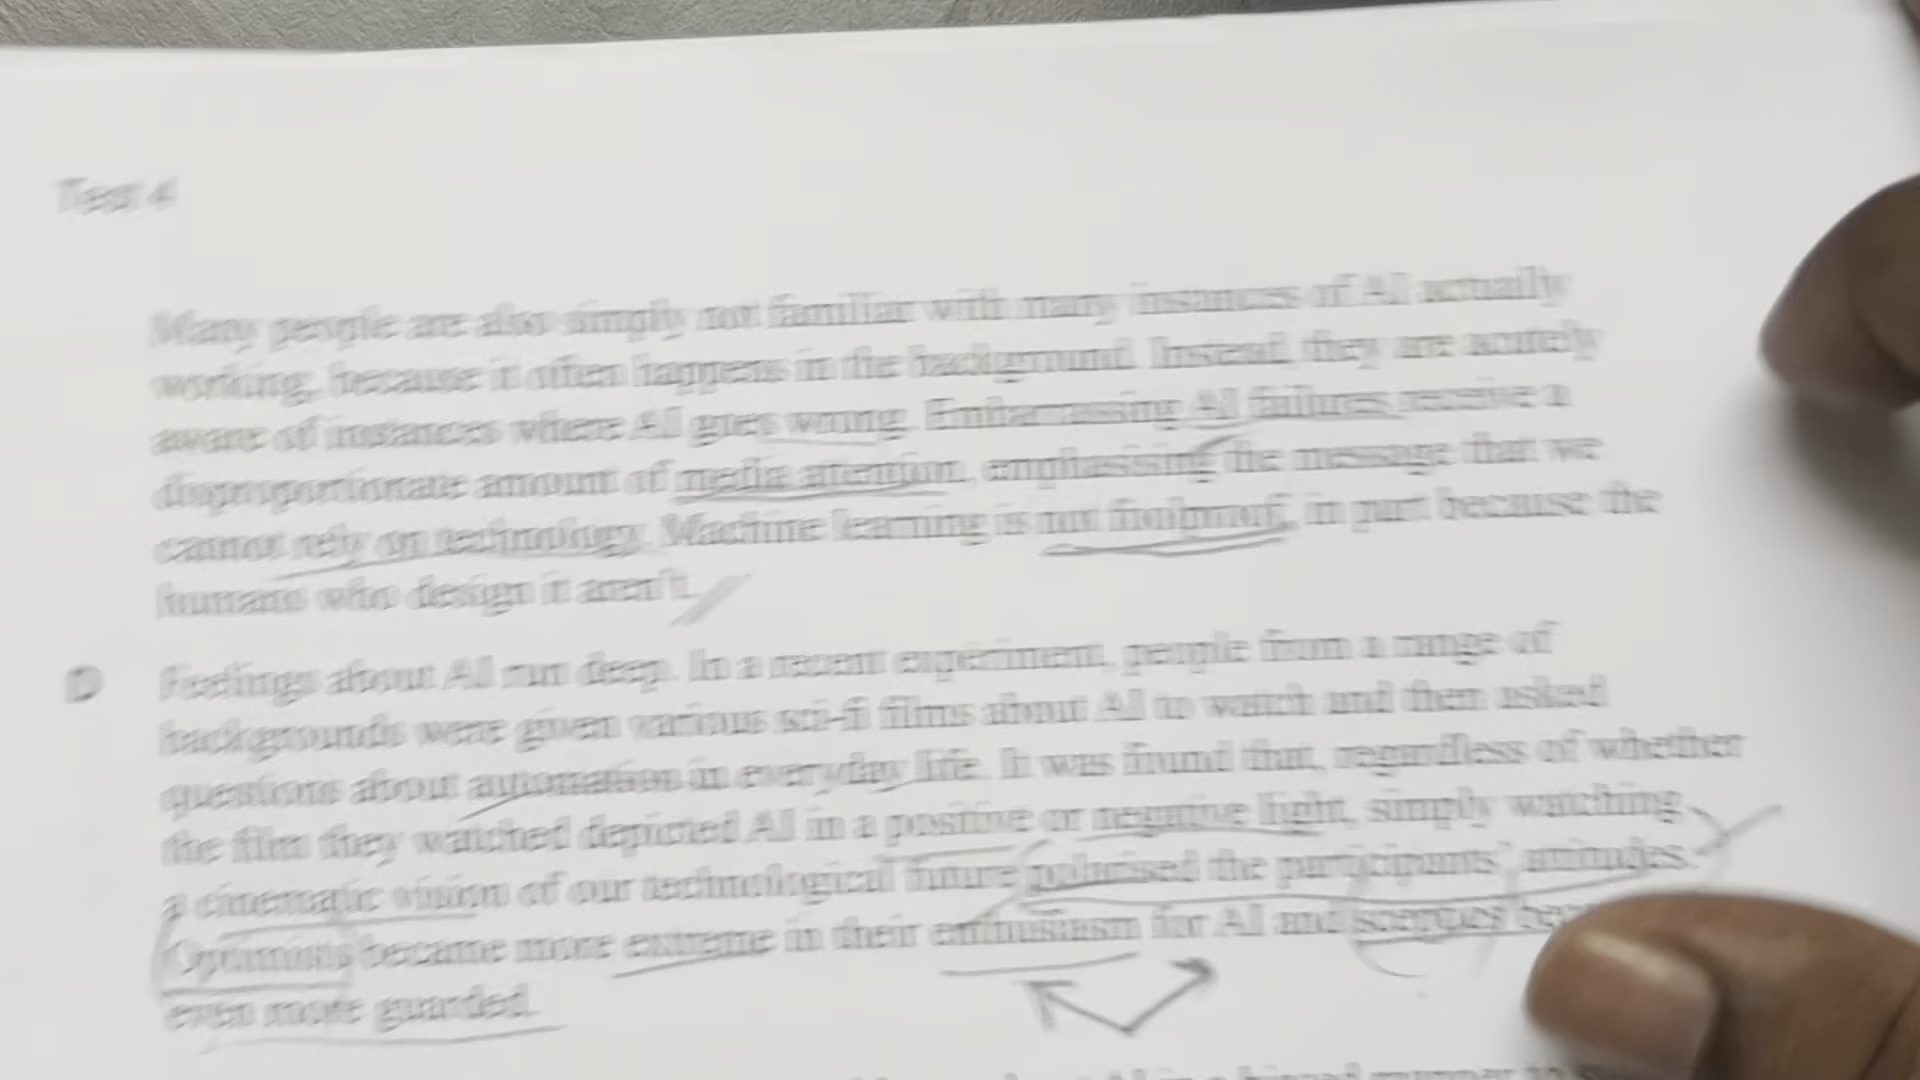 Test 4
Many people are also simply not familiar with many instances of AI actually
working, because it often happens in the background. Instead, they are acutely
aware of instances where AI goes wrong. Embarrassing AI failures receive a
disproportionate amount of media attention, emphasising the message that we
cannot rely on technology. Machine learning is not foolproof, in part because the
humans who design it aren't.
D Feelings about AI run deep. In a recent experiment, people from a range of
backgrounds were given various sci-fi films about AI to watch and then asked
questions about automation in everyday life. It was found that, regardless of whether
the film they watched depicted AI in a positive or negative light, simply watching
a cinematic vision of our technological future polarised the participants' attitudes.
Optimists became more extreme in their enthusiasm for AI and sceptics
even more guarded.